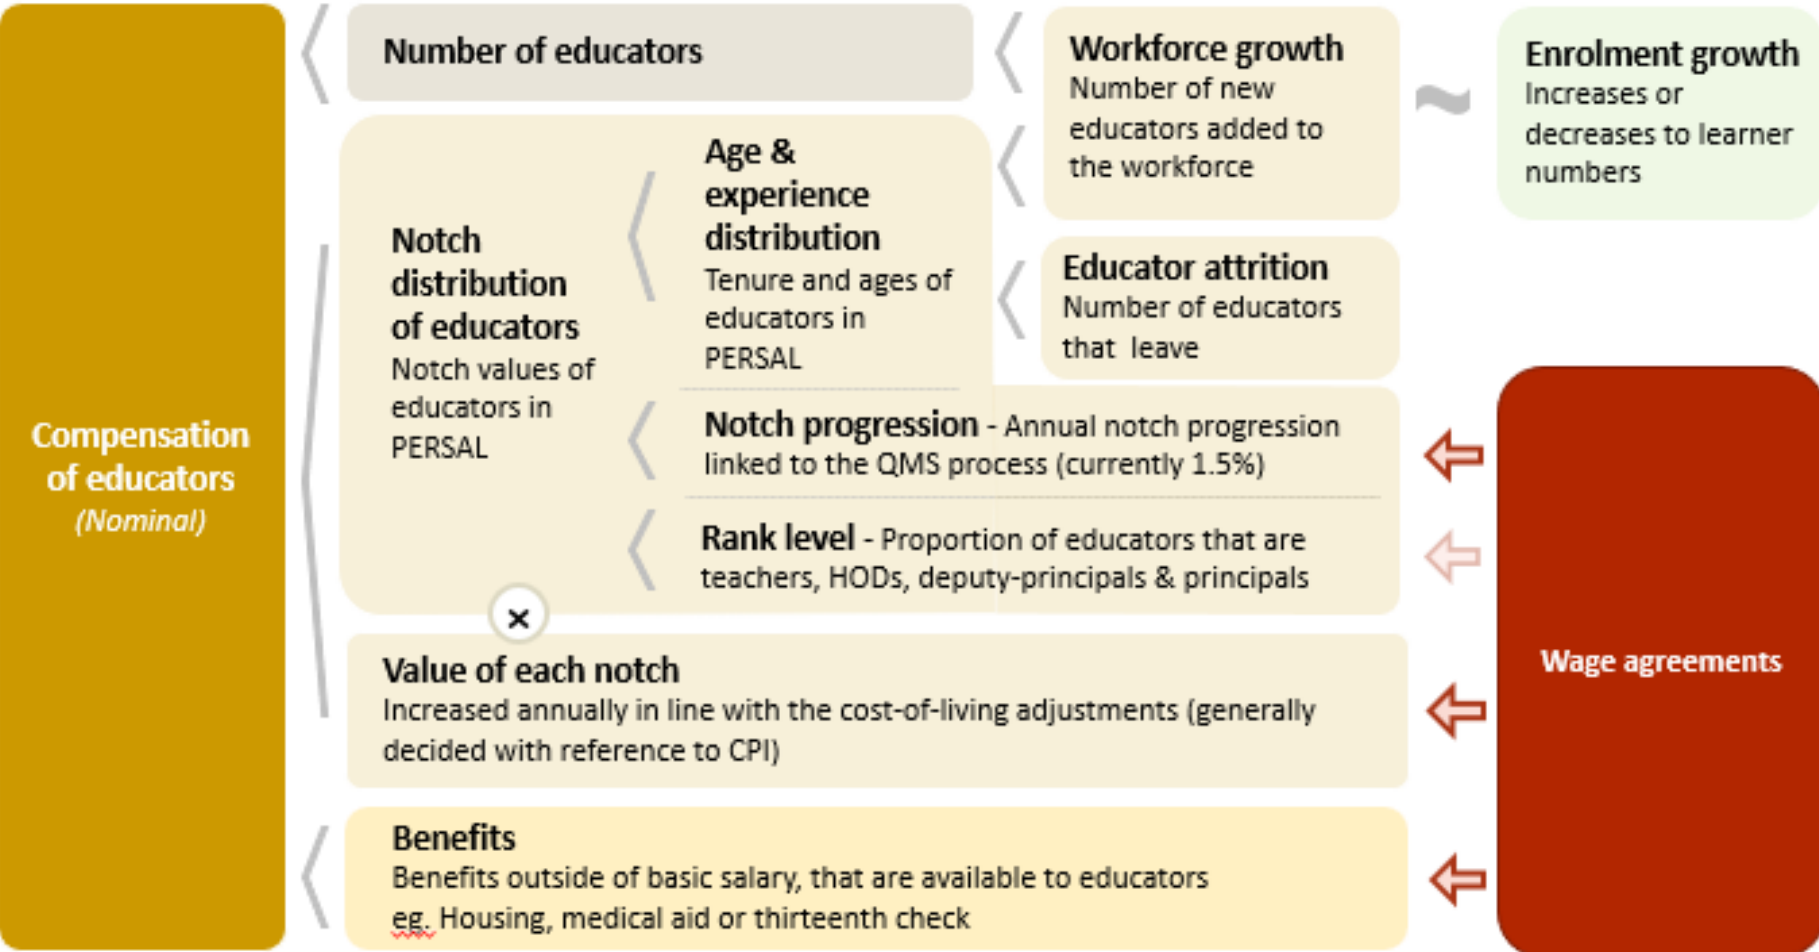 Compensation
of educators
(Nominal)
Number of educators
Workforce growth
Number of new
educators added to
the workforce
~
Enrolment growth
Increases or
decreases to learner
numbers
Notch
distribution
of educators
Notch values of
educators in
PERSAL
Age &
experience
distribution
Tenure and ages of
educators in
PERSAL
Educator attrition
Number of educators
that leave
Notch progression - Annual notch progression
linked to the QMS process (currently 1.5%)
Rank level - Proportion of educators that are
teachers, HODs, deputy-principals & principals
×
Value of each notch
Increased annually in line with the cost-of-living adjustments (generally
decided with reference to CPI)
Benefits
Benefits outside of basic salary, that are available to educators
eg. Housing, medical aid or thirteenth check
Wage agreements